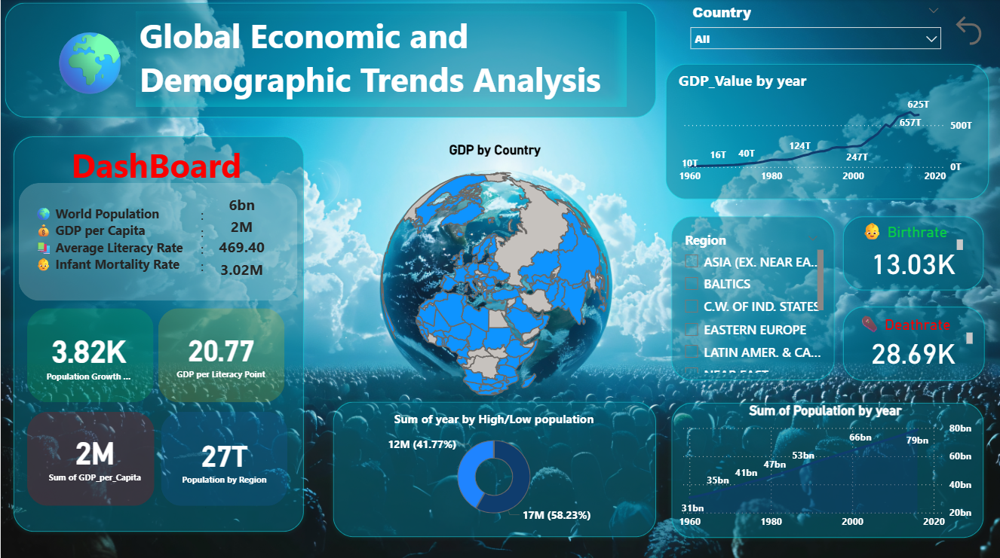 Global Economic and
Demographic Trends Analysis
Country
All
DashBoard
World Population : 6bn
GDP per Capita : 2M
Average Literacy Rate : 469.40
Infant Mortality Rate : 3.02M
3.82K
Population Growth ...
20.77
GDP per Literacy Point
2M
Sum of GDP_per_Capita
27T
Population by Region
GDP by Country
Sum of year by High/Low population
12M (41.77%)
17M (58.23%)
GDP_Value by year
625T
657T
500T
124T
16T
40T
10T
247T
0T
1960
1980
2000
2020
Region
ASIA (EX. NEAR EA...
BALTICS
C.W. OF IND. STATES
EASTERN EUROPE
LATIN AMER. & CA...
NEAR EAST
Birthrate
13.03K
Deathrate
28.69K
Sum of Population by year
80bn
79bn
66bn
60bn
53bn
47bn
41bn
40bn
35bn
31bn
20bn
1960
1980
2000
2020